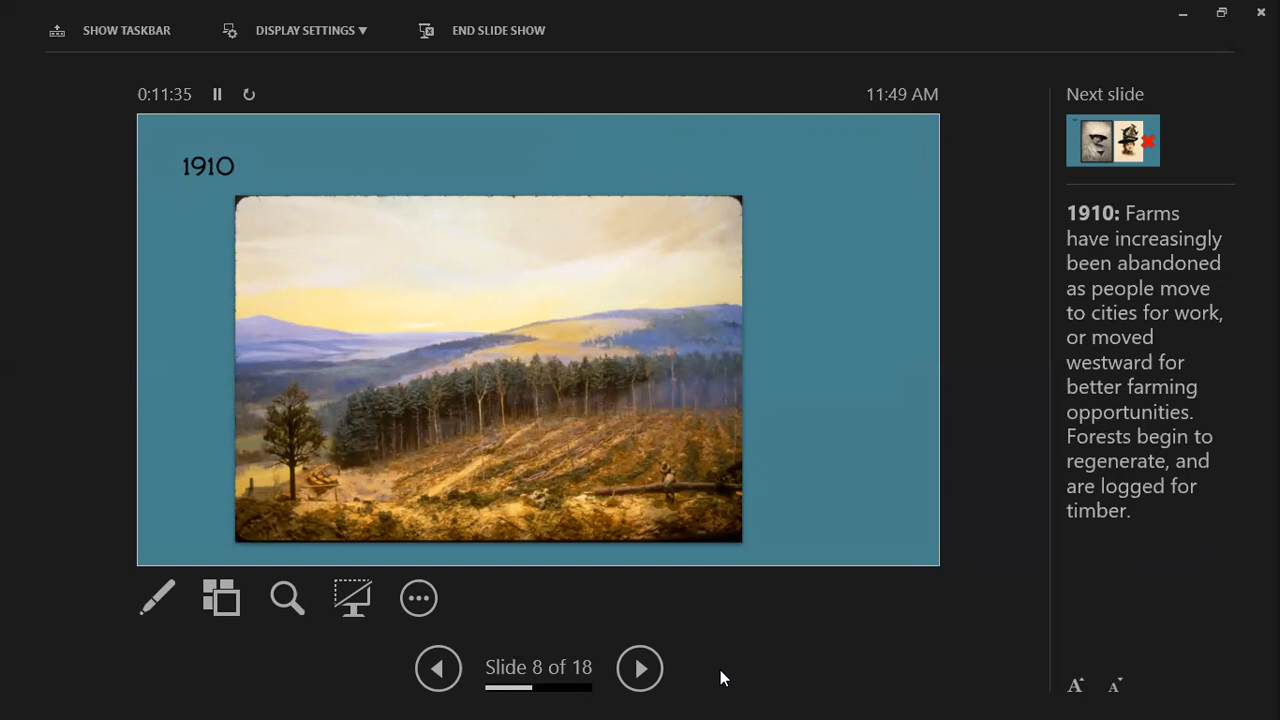 SHOW TASKBAR
DISPLAY SETTINGS ▼
END SLIDE SHOW
0:11:35
11:49 AM
Next slide
1910
1910: Farms
have increasingly
been abandoned
as people move
to cities for work,
or moved
westward for
better farming
opportunities.
Forests begin to
regenerate, and
are logged for
timber.
Slide 8 of 18
A A